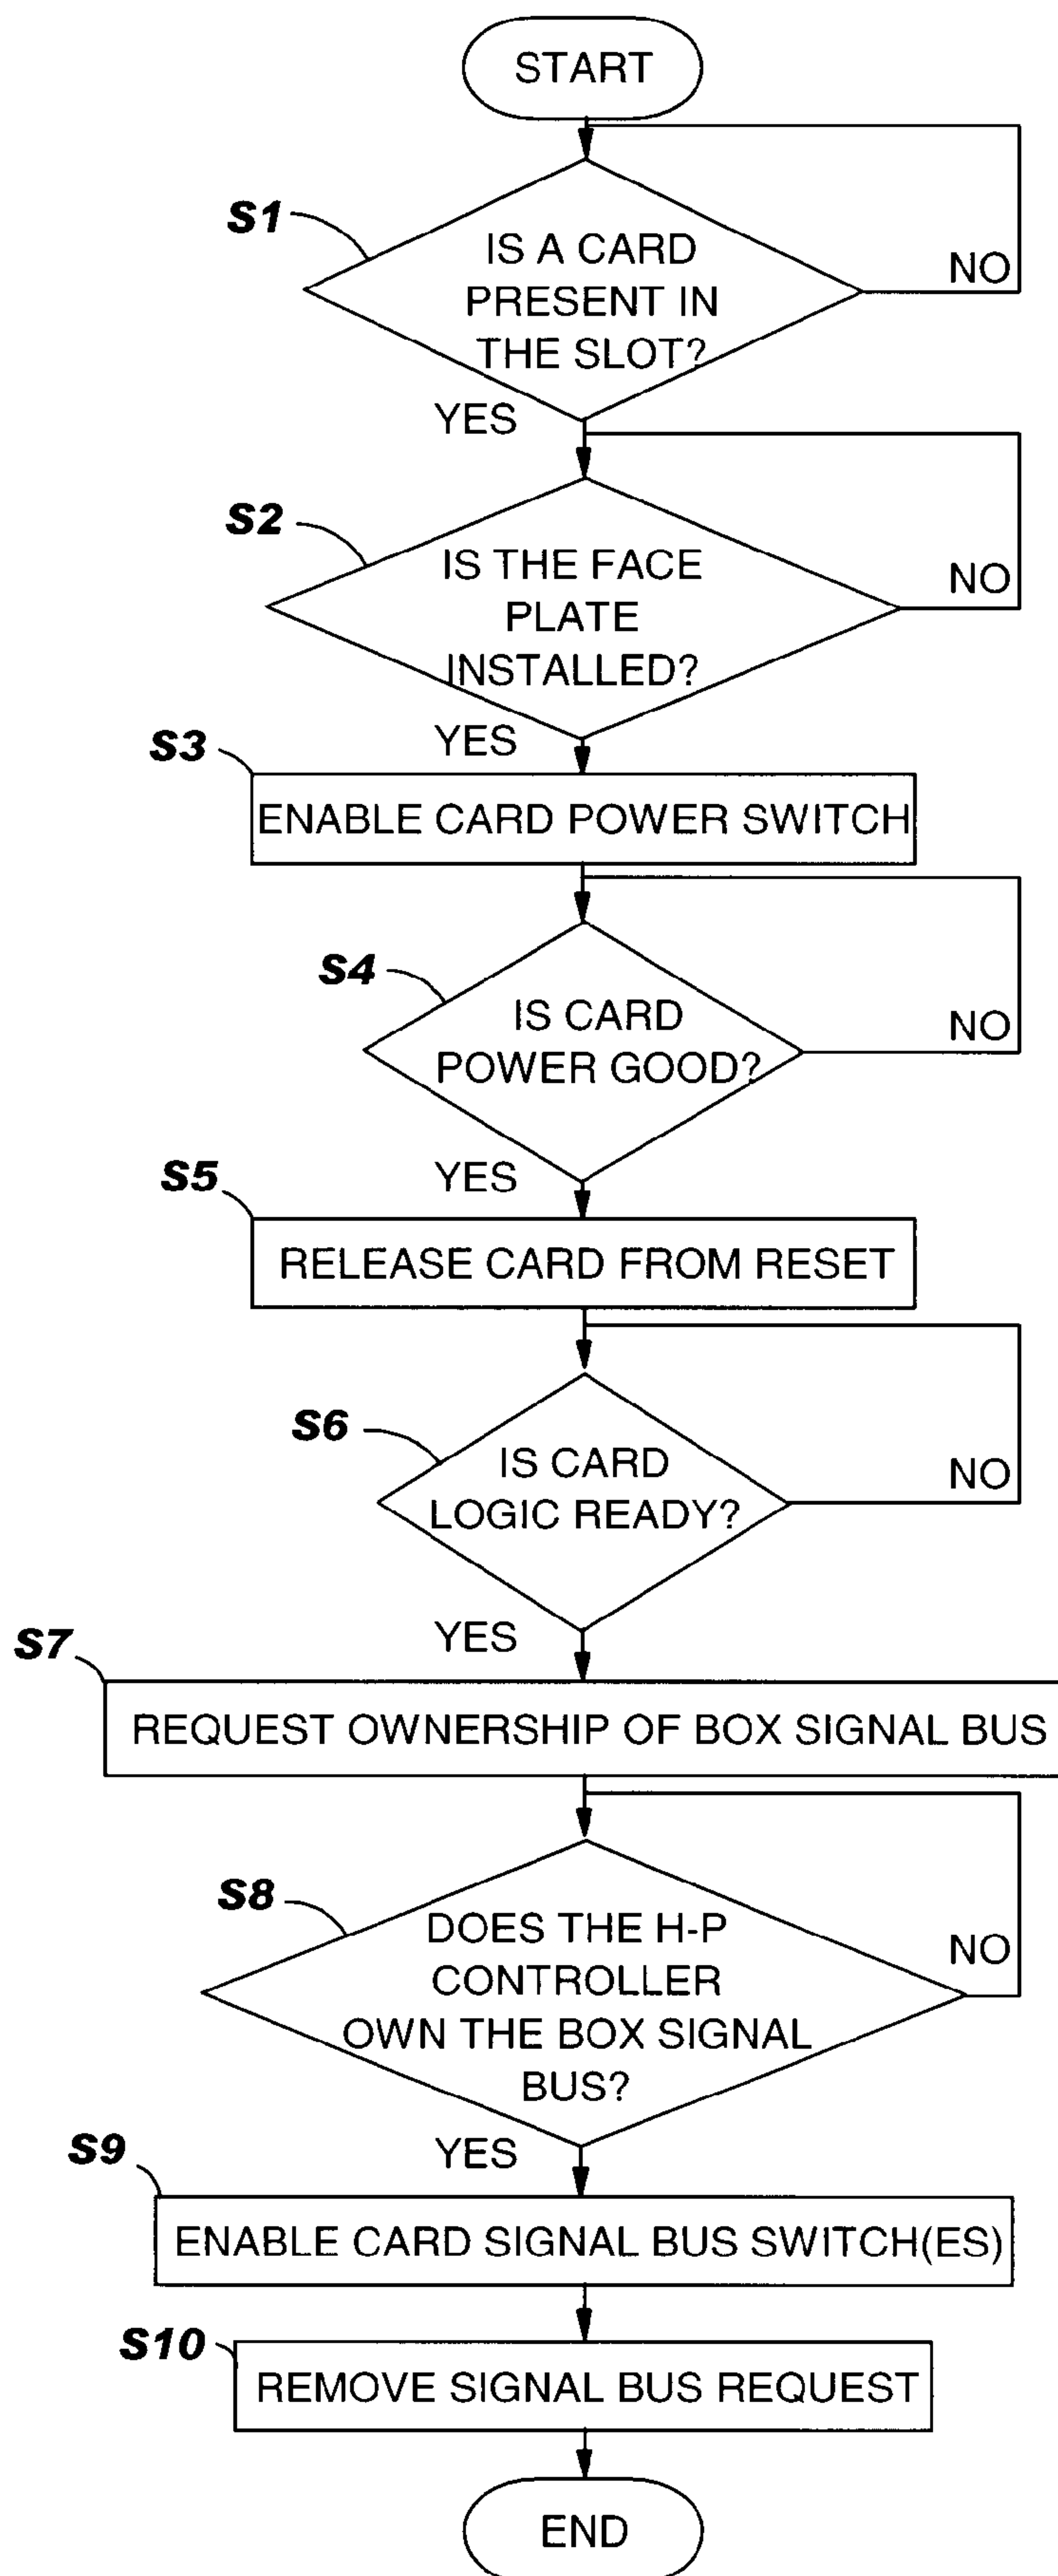 START
S1
IS A CARD
PRESENT IN
THE SLOT?
NO
YES
S2
IS THE FACE
PLATE
INSTALLED?
NO
YES
S3
ENABLE CARD POWER SWITCH
S4
IS CARD
POWER GOOD?
NO
YES
S5
RELEASE CARD FROM RESET
S6
IS CARD
LOGIC READY?
NO
YES
S7
REQUEST OWNERSHIP OF BOX SIGNAL BUS
S8
DOES THE H-P
CONTROLLER
OWN THE BOX SIGNAL
BUS?
NO
YES
S9
ENABLE CARD SIGNAL BUS SWITCH(ES)
S10
REMOVE SIGNAL BUS REQUEST
END